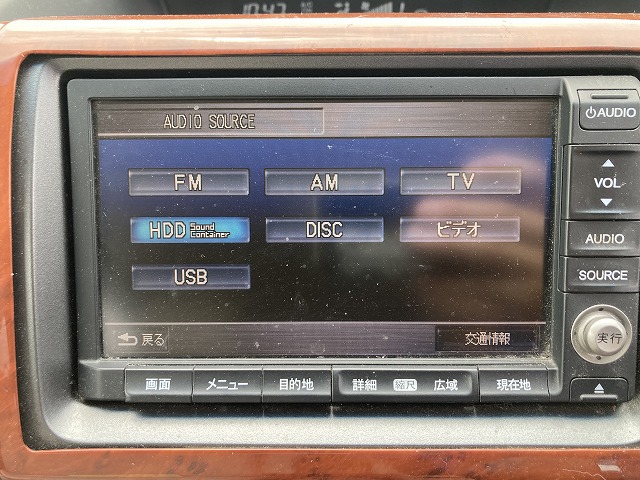 10:47
AUDIO SOURCE
AUDIO
FM
AM
TV
VOL
HDD Sound Container
DISC
ビデオ
AUDIO
USB
SOURCE
戻る
交通情報
実行
画面
メニュー
目的地
詳細 縮尺 広域
現在地